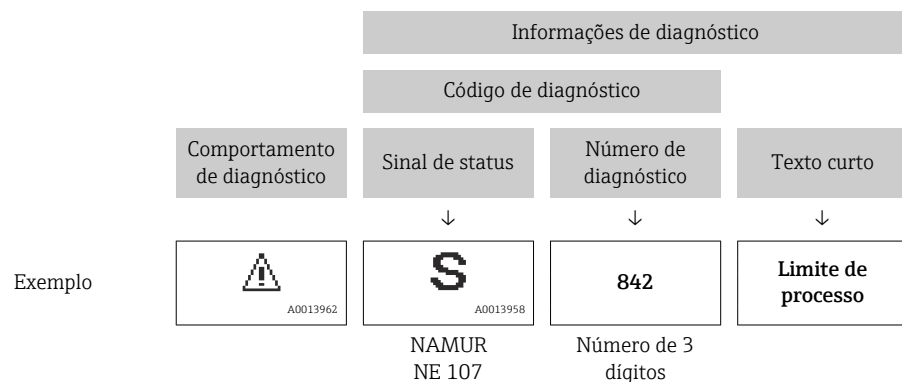 Informações de diagnóstico
Código de diagnóstico
Comportamento
de diagnóstico
Sinal de status
Número de
diagnóstico
Texto curto
↓ ↓ ↓
Exemplo
A0013962
S
A0013958
842
Limite de
processo
NAMUR
NE 107
Número de 3
dígitos